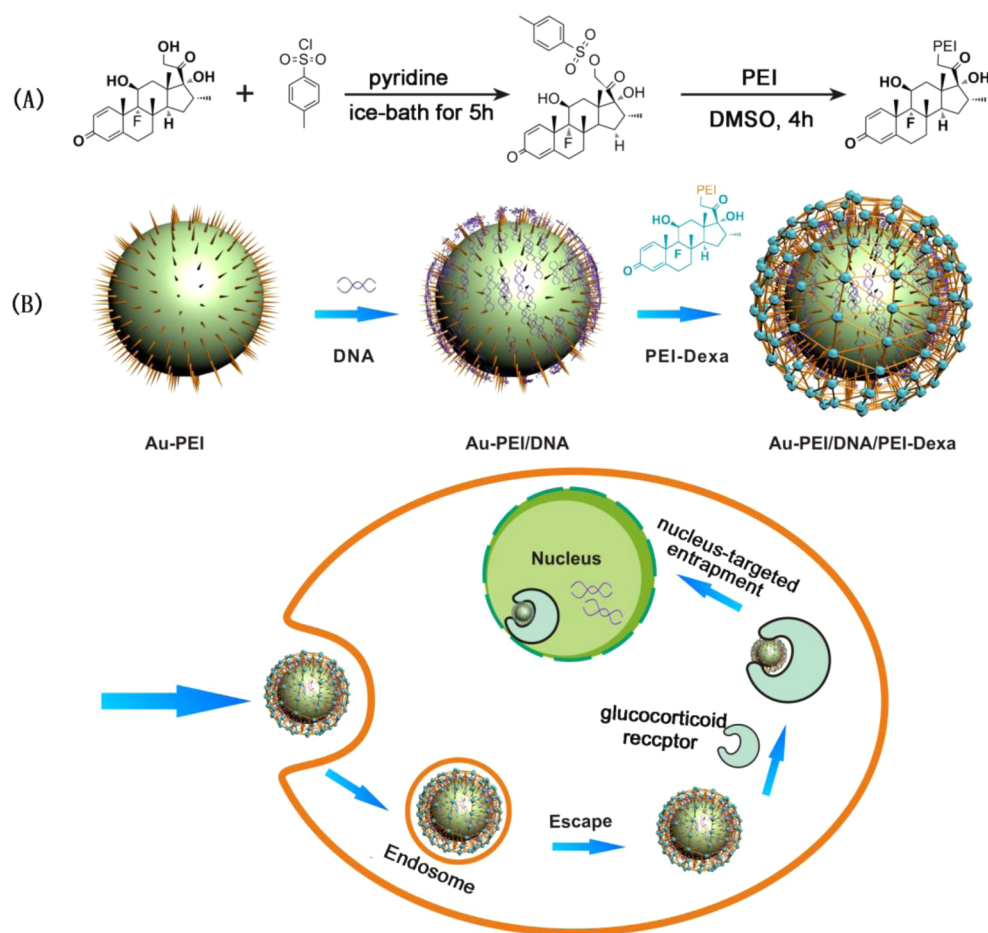 (A)
OH
O
HO
OH
F
H
O
+
Cl
O=S=O
pyridine
ice-bath for 5h
O
S
O
O
O
HO
OH
F
H
O
PEI
DMSO, 4h
PEI
O
HO
OH
F
H
O
(B)
DNA
PEI
O
HO
OH
F
H
O
PEI-Dexa
Au-PEI
Au-PEI/DNA
Au-PEI/DNA/PEI-Dexa
Nucleus
nucleus-targeted
entrapment
glucocorticoid
reccptor
Escape
Endosome